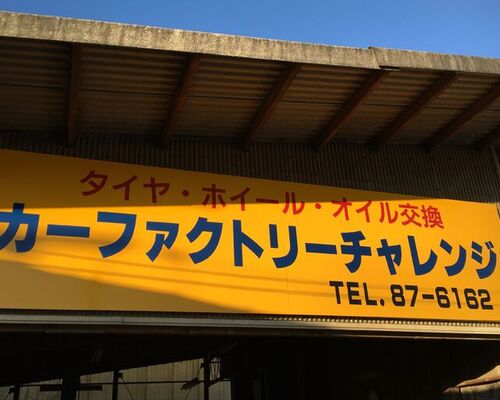 タイヤ・ホイール・オイル交換
カーファクトリーチャレンジ
TEL. 87-6162